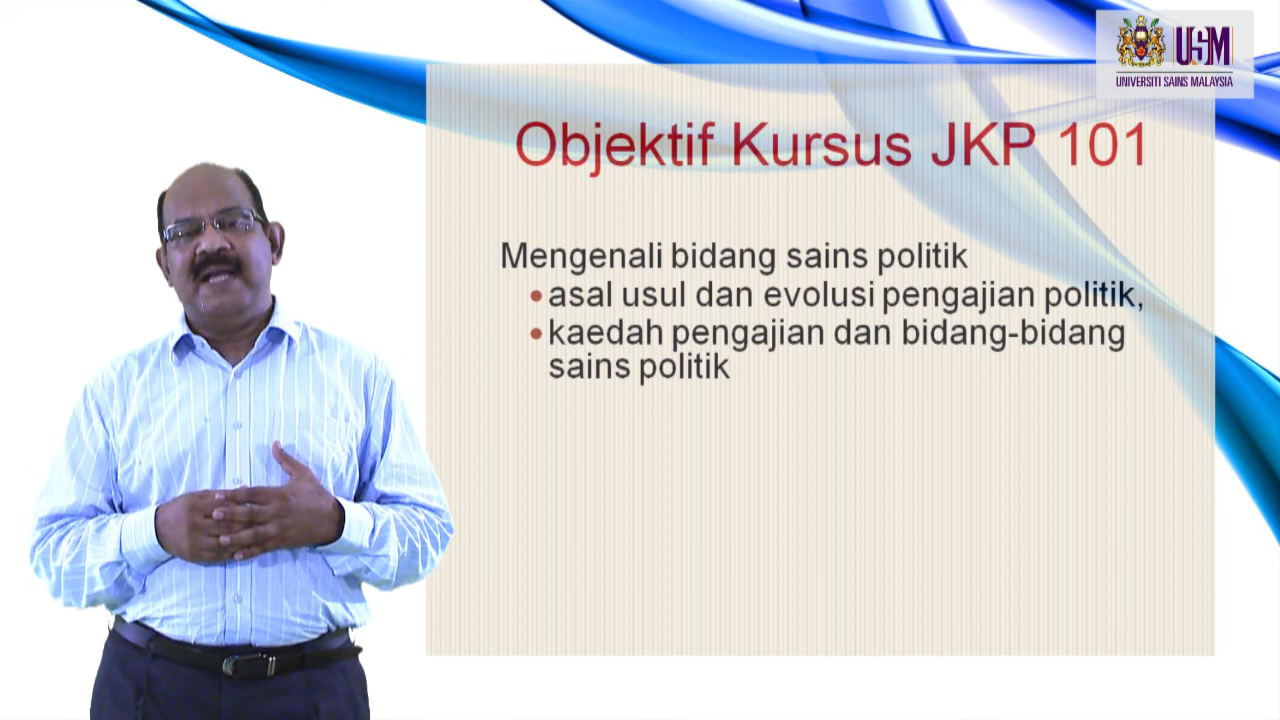 USM
UNIVERSITI SAINS MALAYSIA
Objektif Kursus JKP 101
Mengenali bidang sains politik
• asal usul dan evolusi pengajian politik,
• kaedah pengajian dan bidang-bidang
sains politik